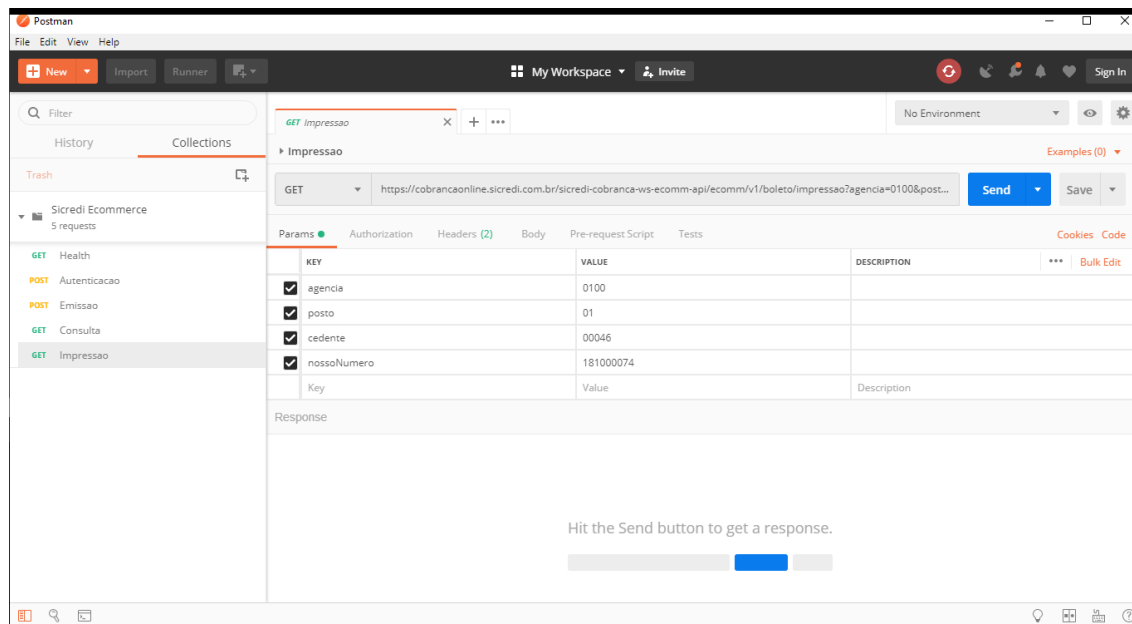 Postman
File Edit View Help
New Import Runner My Workspace Invite Sign In
Filter
History Collections
Trash
Sicredi Ecommerce
5 requests
GET Health
POST Autenticacao
POST Emissao
GET Consulta
GET Impressao
GET Impressao
No Environment
Impressao
Examples (0)
GET https://cobrancaonline.sicredi.com.br/sicredi-cobranca-ws-ecomm-api/ecomm/v1/boleto/impressao?agencia=0100&post... Send Save
Params Authorization Headers (2) Body Pre-request Script Tests Cookies Code
KEY VALUE DESCRIPTION Bulk Edit
agencia 0100
posto 01
cedente 00046
nossoNumero 181000074
Key Value Description
Response
Hit the Send button to get a response.